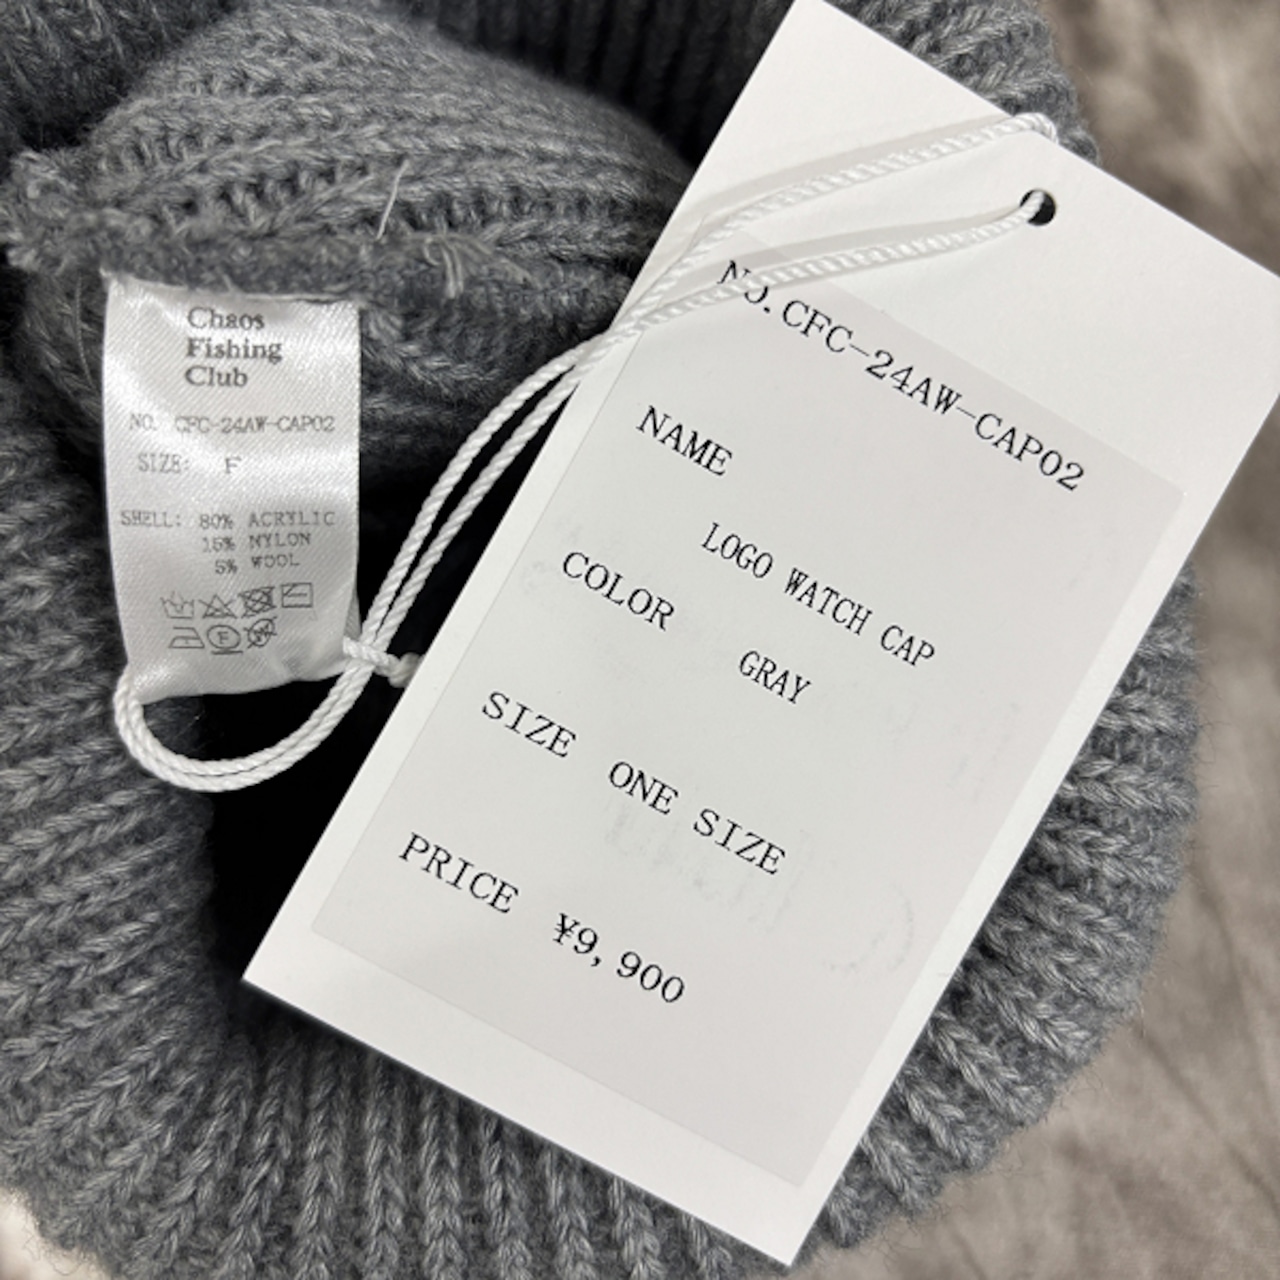 Chaos
Fishing
Club
NO. CFC-24AW-CAP02
SIZE: F
SHELL: 80% ACRYLIC
15% NYLON
5% WOOL
F
NO.CFC-24AW-CAP02
NAME
LOGO WATCH CAP
COLOR
GRAY
SIZE ONE SIZE
PRICE ¥9,900